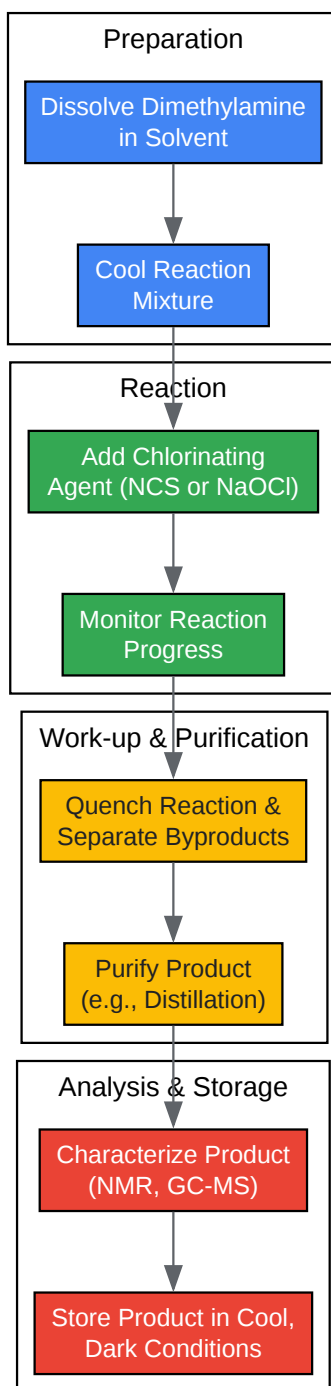 Preparation
Dissolve Dimethylamine
in Solvent
Cool Reaction
Mixture
Reaction
Add Chlorinating
Agent (NCS or NaOCl)
Monitor Reaction
Progress
Work-up & Purification
Quench Reaction &
Separate Byproducts
Purify Product
(e.g., Distillation)
Analysis & Storage
Characterize Product
(NMR, GC-MS)
Store Product in Cool,
Dark Conditions